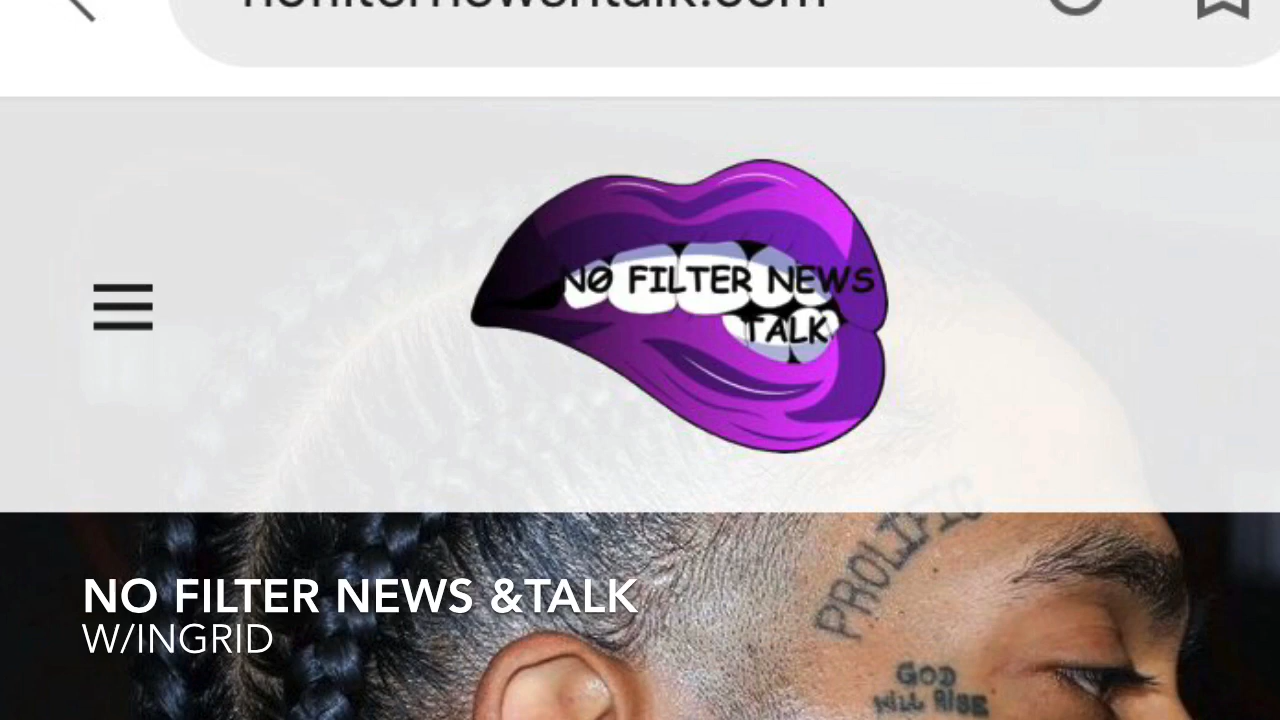 NO FILTER NEWS
TALK
PROLIFIC
NO FILTER NEWS &TALK
W/INGRID
GOD
WILL RISE